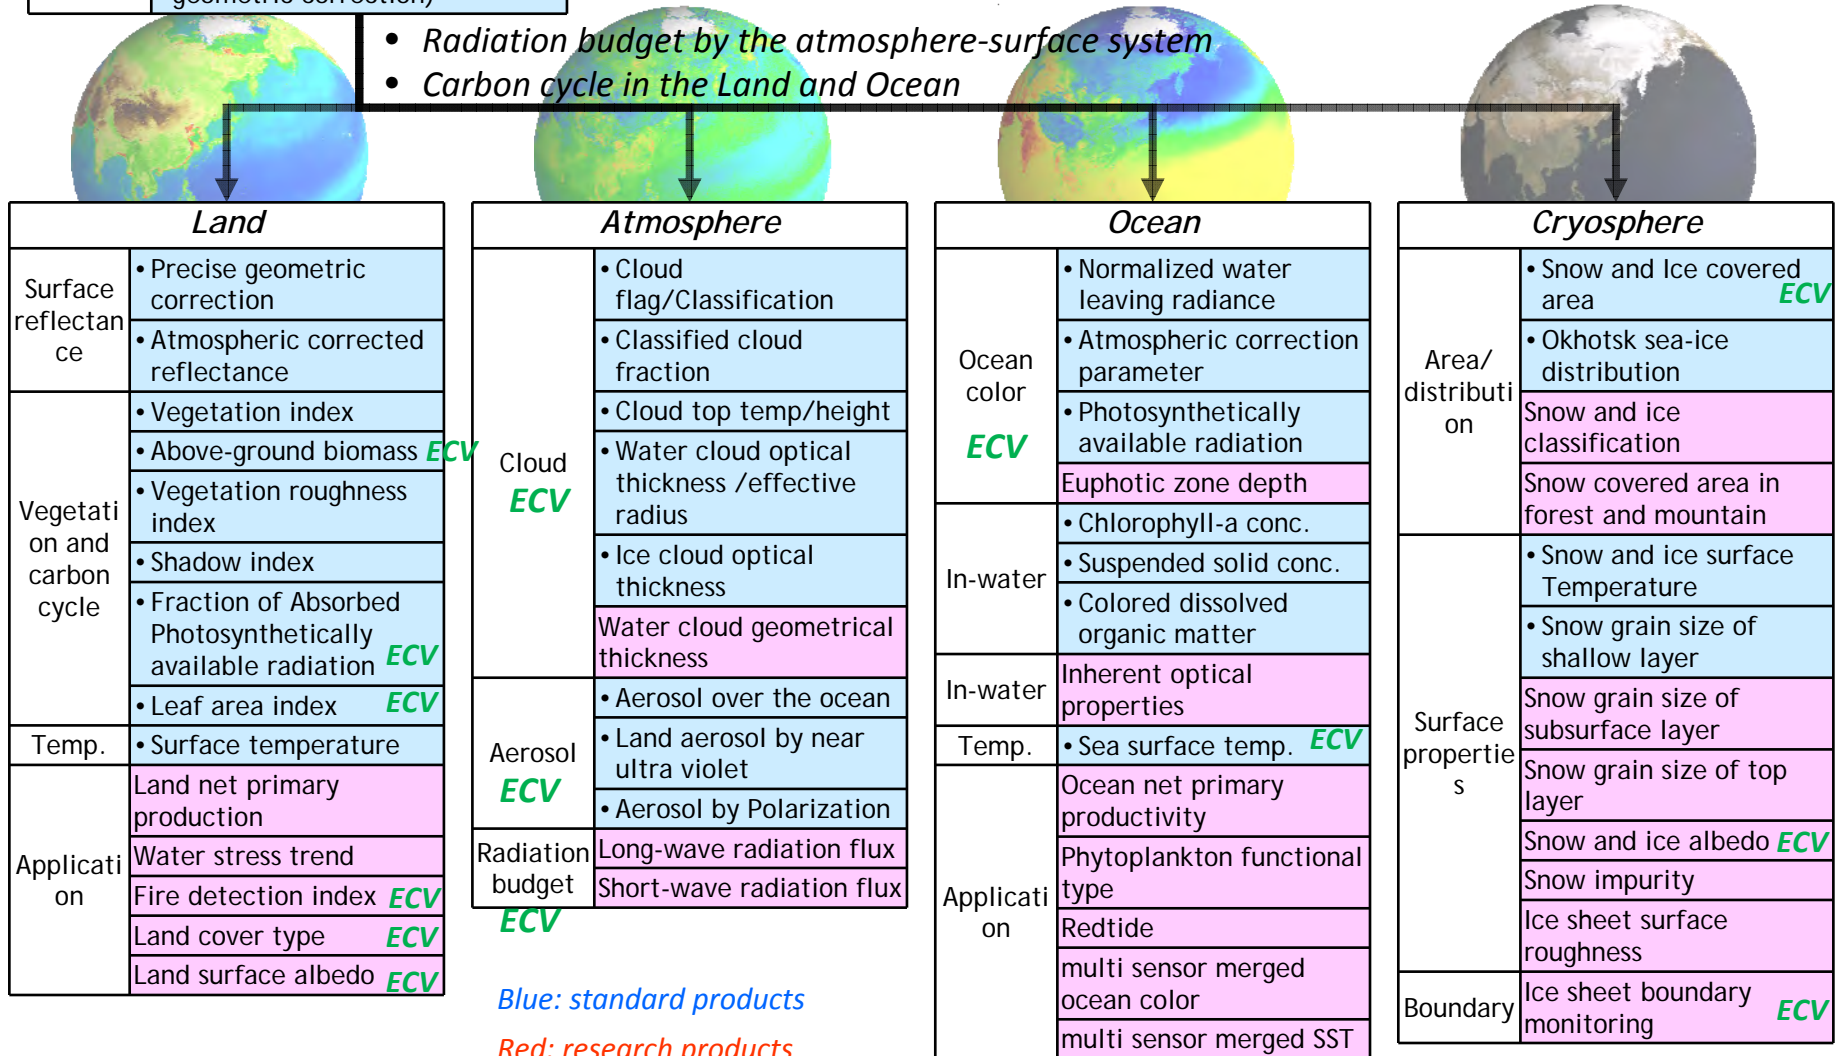 geometric correction)
• Radiation budget by the atmosphere-surface system
• Carbon cycle in the Land and Ocean
Land
Surface
reflectan
ce
• Precise geometric
correction
• Atmospheric corrected
reflectance
Vegetati
on and
carbon
cycle
• Vegetation index
• Above-ground biomass ECV
• Vegetation roughness
index
• Shadow index
• Fraction of Absorbed
Photosynthetically
available radiation ECV
• Leaf area index ECV
Temp.
• Surface temperature
Applicati
on
Land net primary
production
Water stress trend
Fire detection index ECV
Land cover type ECV
Land surface albedo ECV
Atmosphere
Cloud
ECV
• Cloud
flag/Classification
• Classified cloud
fraction
• Cloud top temp/height
• Water cloud optical
thickness /effective
radius
• Ice cloud optical
thickness
Water cloud geometrical
thickness
Aerosol
ECV
• Aerosol over the ocean
• Land aerosol by near
ultra violet
• Aerosol by Polarization
Radiation
budget
ECV
Long-wave radiation flux
Short-wave radiation flux
Blue: standard products
Red: research products
Ocean
Ocean
color
ECV
• Normalized water
leaving radiance
• Atmospheric correction
parameter
• Photosynthetically
available radiation
Euphotic zone depth
In-water
• Chlorophyll-a conc.
• Suspended solid conc.
• Colored dissolved
organic matter
In-water
Inherent optical
properties
Temp.
• Sea surface temp. ECV
Applicati
on
Ocean net primary
productivity
Phytoplankton functional
type
Redtide
multi sensor merged
ocean color
multi sensor merged SST
Cryosphere
Area/
distributi
on
• Snow and Ice covered
area ECV
• Okhotsk sea-ice
distribution
Snow and ice
classification
Snow covered area in
forest and mountain
Surface
propertie
s
• Snow and ice surface
Temperature
• Snow grain size of
shallow layer
Snow grain size of
subsurface layer
Snow grain size of top
layer
Snow and ice albedo ECV
Snow impurity
Ice sheet surface
roughness
Boundary
Ice sheet boundary
monitoring ECV